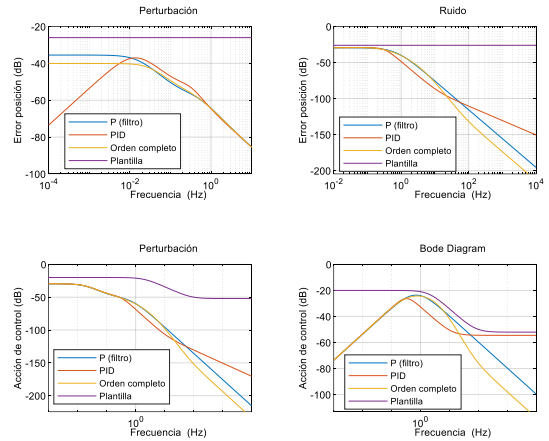 Perturbación
Error posición (dB)
0
-20
-40
-60
-80
-100
P (filtro)
PID
Orden completo
Plantilla
10^-4
10^-2
10^0
Frecuencia (Hz)
Ruido
Error posición (dB)
0
-50
-100
-150
-200
P (filtro)
PID
Orden completo
Plantilla
10^-2
10^0
10^2
10^4
Frecuencia (Hz)
Perturbación
Acción de control (dB)
0
-50
-100
-150
-200
P (filtro)
PID
Orden completo
Plantilla
10^0
Frecuencia (Hz)
Bode Diagram
Acción de control (dB)
0
-20
-40
-60
-80
-100
P (filtro)
PID
Orden completo
Plantilla
10^0
Frecuencia (Hz)